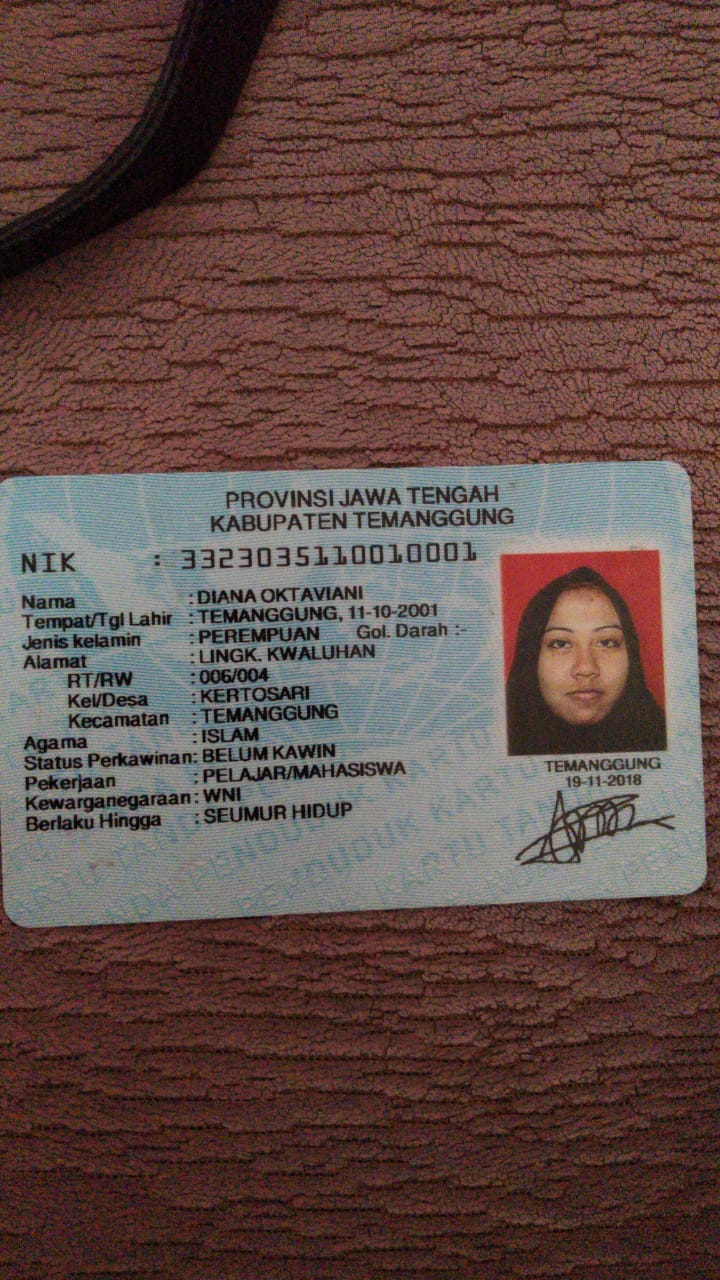 PROVINSI JAWA TENGAH
KABUPATEN TEMANGGUNG
NIK : 3323035110010001
Nama : DIANA OKTAVIANI
Tempat/Tgl Lahir : TEMANGGUNG, 11-10-2001
Jenis kelamin : PEREMPUAN Gol. Darah :-
Alamat : LINGK. KWALUHAN
RT/RW : 006/004
Kel/Desa : KERTOSARI
Kecamatan : TEMANGGUNG
Agama : ISLAM
Status Perkawinan: BELUM KAWIN
Pekerjaan : PELAJAR/MAHASISWA
Kewarganegaraan: WNI
Berlaku Hingga : SEUMUR HIDUP
TEMANGGUNG
19-11-2018